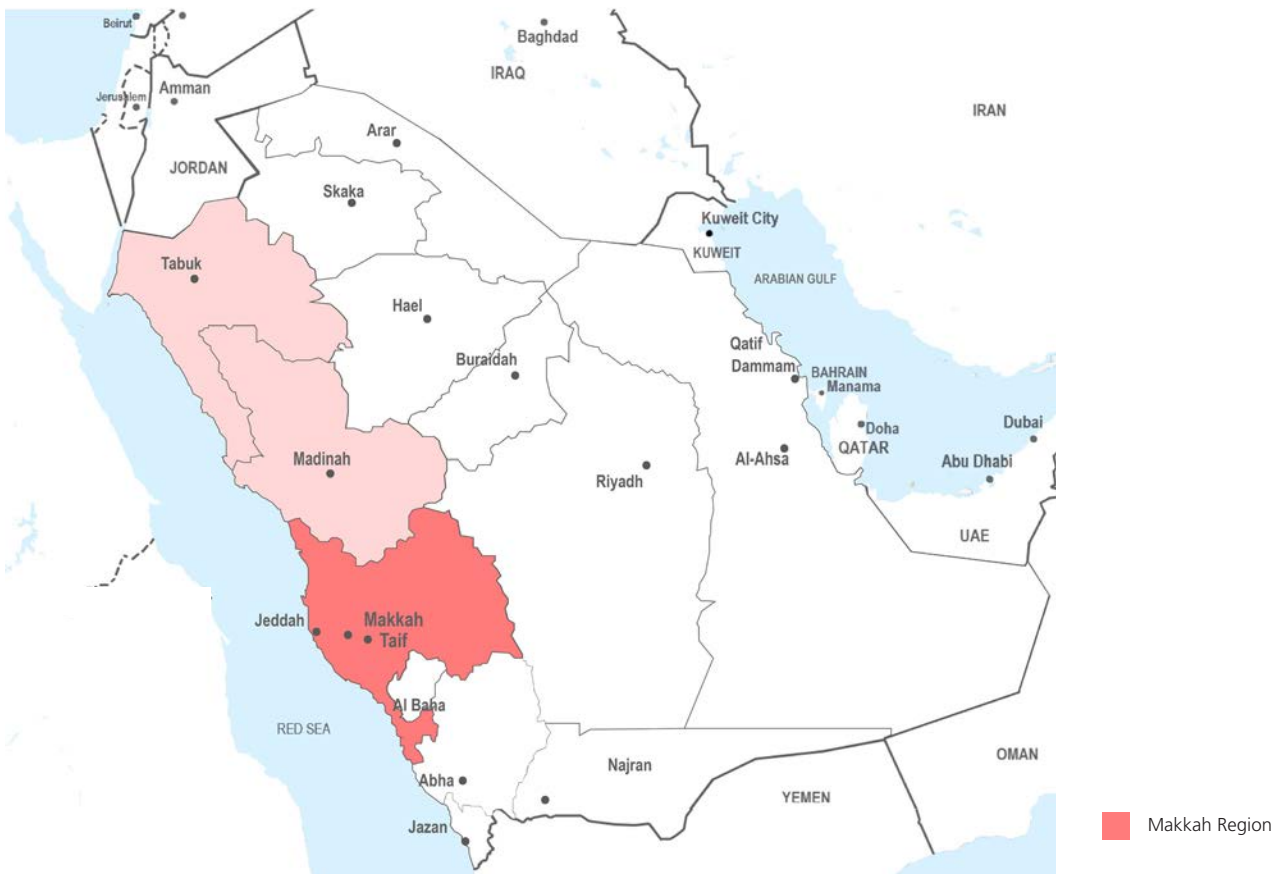 Beirut
Baghdad
IRAQ
Amman
Jerusalem
IRAN
Arar
JORDAN
Skaka
Kuweit City
KUWEIT
Tabuk
ARABIAN GULF
Hael
Qatif
Buraidah
Dammam
BAHRAIN
Manama
Dubai
Doha
QATAR
Madinah
Al-Ahsa
Abu Dhabi
Riyadh
UAE
Jeddah
Makkah
Taif
Al Baha
RED SEA
OMAN
Najran
Abha
YEMEN
Jazan
Makkah Region